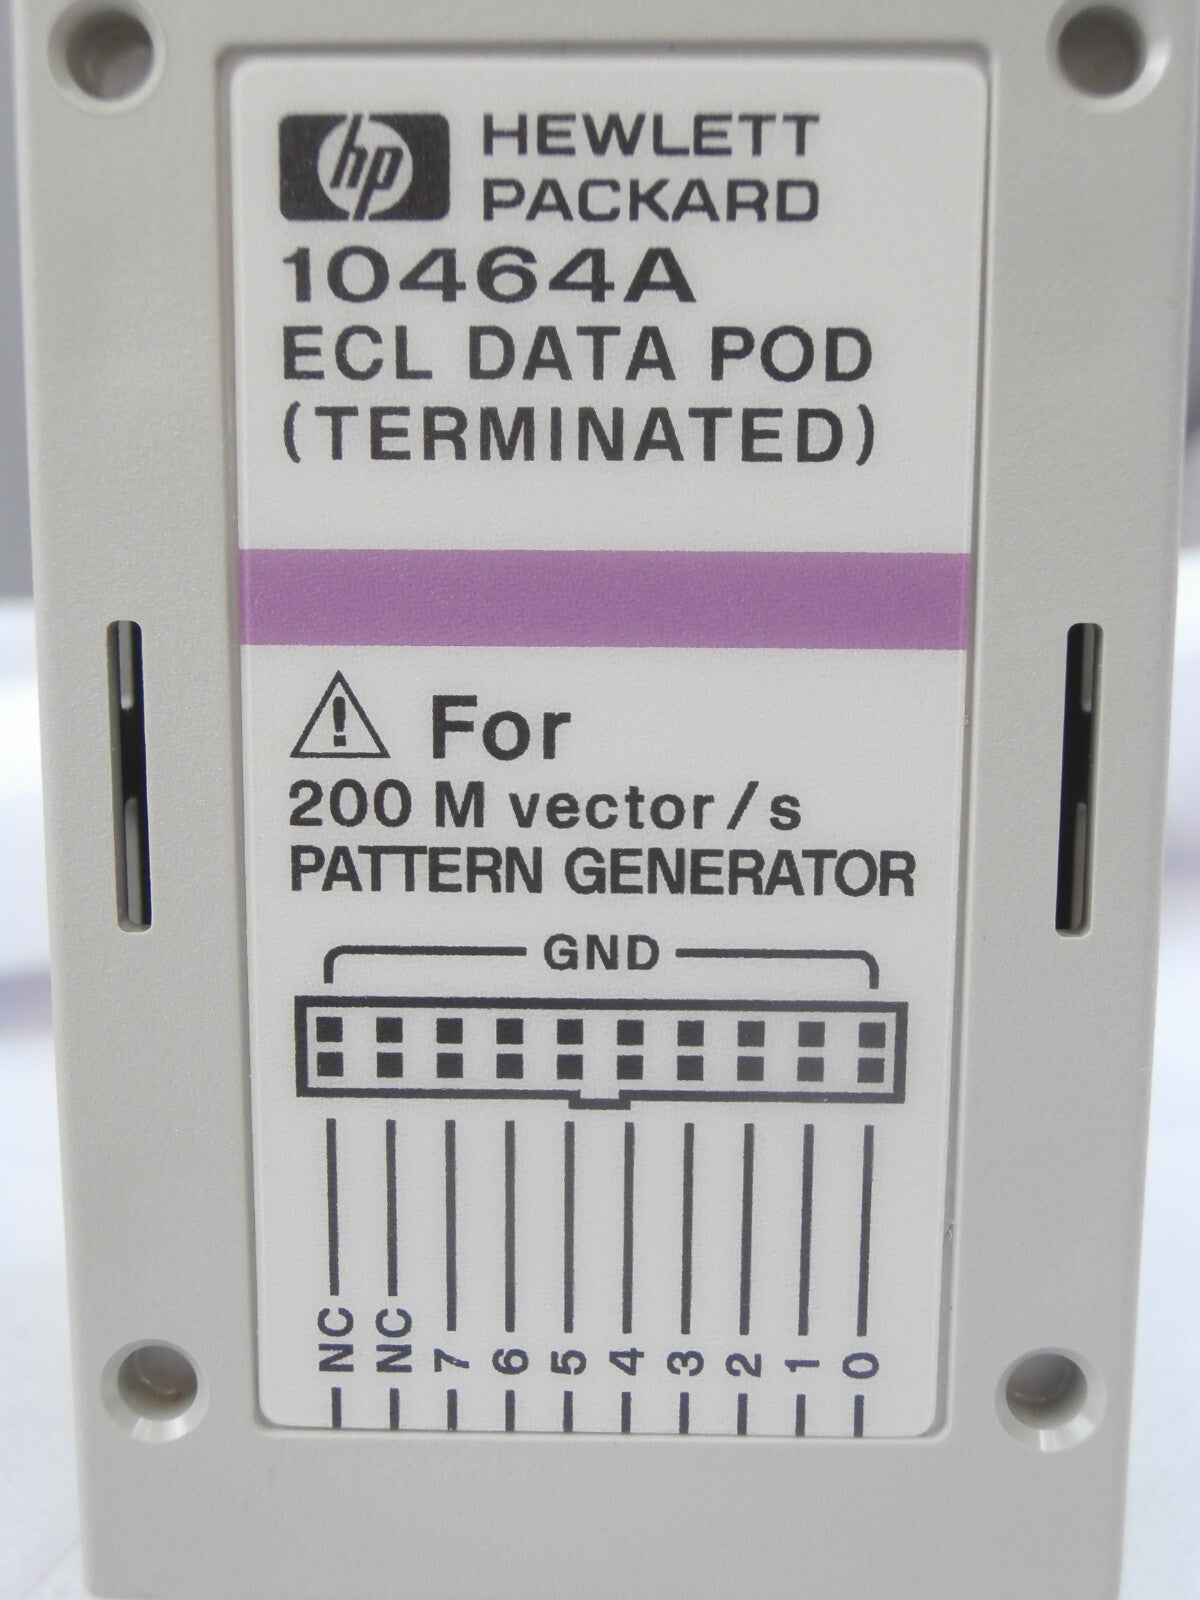 hp HEWLETT
PACKARD
10464A
ECL DATA POD
(TERMINATED)
! For
200 M vector/s
PATTERN GENERATOR
GND
NC NC 7 6 5 4 3 2 1 0